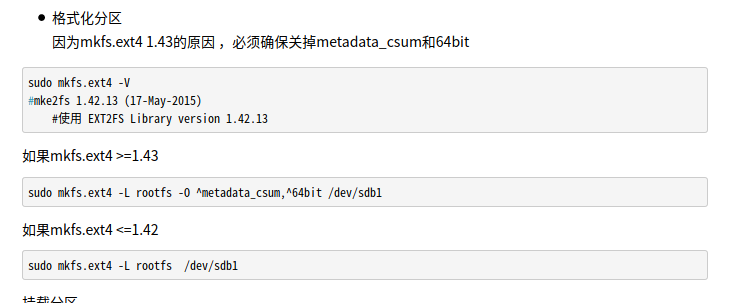 格式化分区
因为mkfs.ext4 1.43的原因 ，必须确保关掉metadata_csum和64bit
sudo mkfs.ext4 -V
#mke2fs 1.42.13 (17-May-2015)
#使用 EXT2FS Library version 1.42.13
如果mkfs.ext4 >=1.43
sudo mkfs.ext4 -L rootfs -O ^metadata_csum,^64bit /dev/sdb1
如果mkfs.ext4 <=1.42
sudo mkfs.ext4 -L rootfs  /dev/sdb1
挂载分区